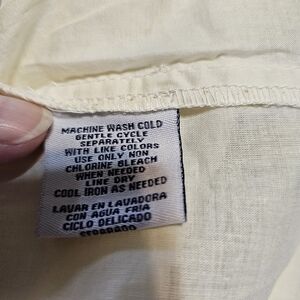 MACHINE WASH COLD
GENTLE CYCLE
SEPARATELY
WITH LIKE COLORS
USE ONLY NON
CHLORINE BLEACH
WHEN NEEDED
LINE DRY
COOL IRON AS NEEDED
LAVAR EN LAVADORA
CON AGUA FRIA
CICLO DELICADO